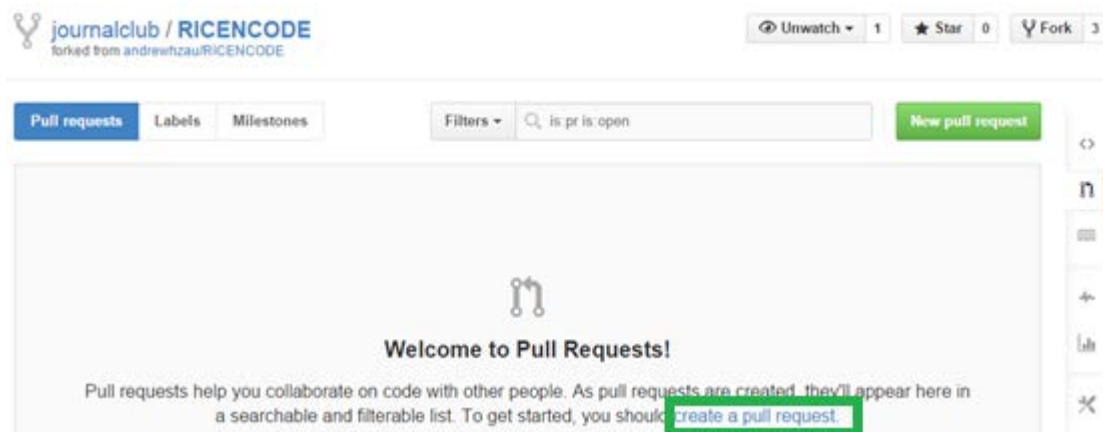 journalclub / RICENCODE
forked from andrewhzau/RICENCODE
Unwatch 1 Star 0 Fork 3
Pull requests Labels Milestones Filters is:pr is:open New pull request
Welcome to Pull Requests!
Pull requests help you collaborate on code with other people. As pull requests are created, they'll appear here in
a searchable and filterable list. To get started, you should create a pull request.